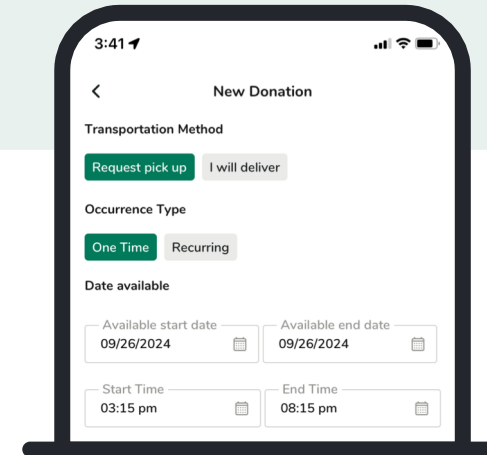 3:41
New Donation
Transportation Method
Request pick up I will deliver
Occurrence Type
One Time Recurring
Date available
Available start date Available end date
09/26/2024 09/26/2024
Start Time End Time
03:15 pm 08:15 pm